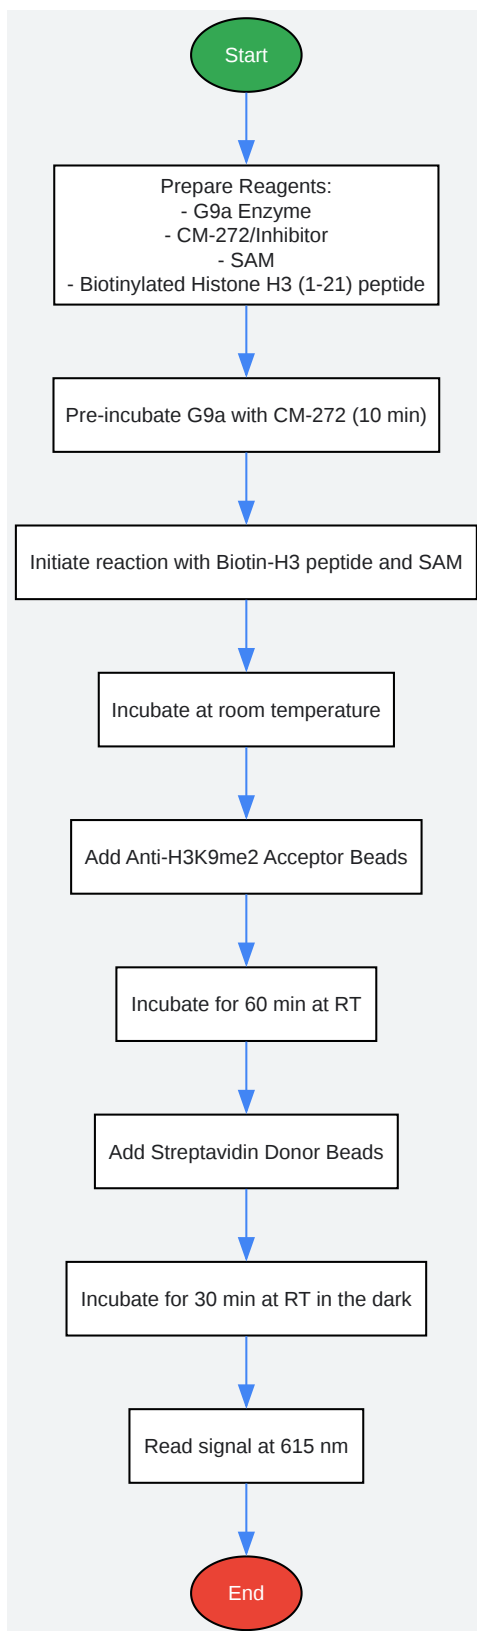 Start
Prepare Reagents:
- G9a Enzyme
- CM-272/Inhibitor
- SAM
- Biotinylated Histone H3 (1-21) peptide
Pre-incubate G9a with CM-272 (10 min)
Initiate reaction with Biotin-H3 peptide and SAM
Incubate at room temperature
Add Anti-H3K9me2 Acceptor Beads
Incubate for 60 min at RT
Add Streptavidin Donor Beads
Incubate for 30 min at RT in the dark
Read signal at 615 nm
End